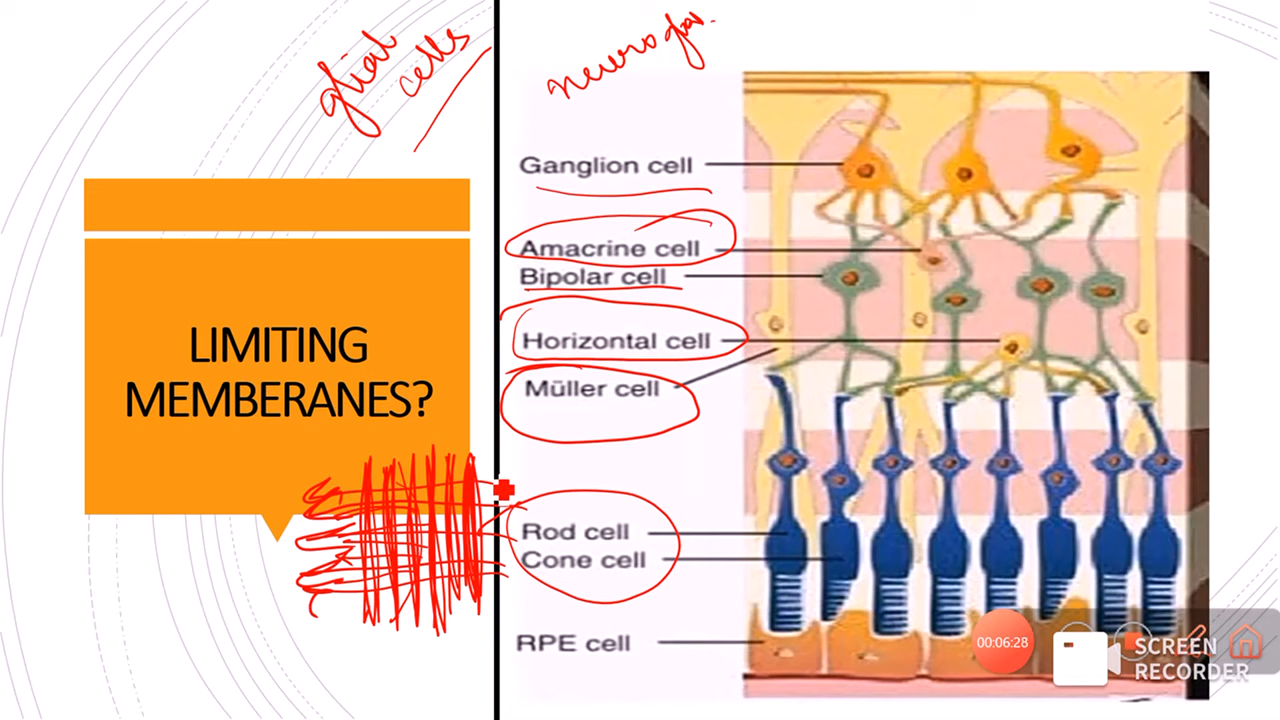 glial
cells
neuroglia.
LIMITING
MEMBERANES?
Ganglion cell
Amacrine cell
Bipolar cell
Horizontal cell
Müller cell
Rod cell
Cone cell
RPE cell
00:06:28
SCREEN
RECORDER